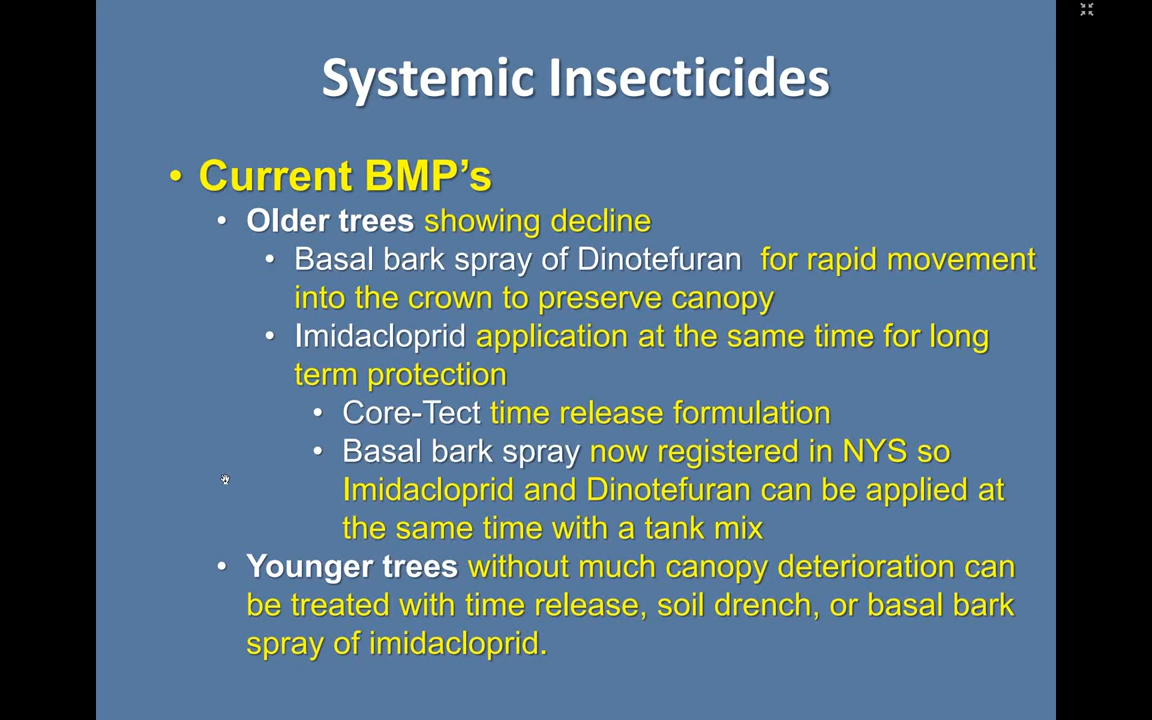 Systemic Insecticides
• Current BMP’s
• Older trees showing decline
• Basal bark spray of Dinotefuran for rapid movement
into the crown to preserve canopy
• Imidacloprid application at the same time for long
term protection
• Core-Tect time release formulation
• Basal bark spray now registered in NYS so
Imidacloprid and Dinotefuran can be applied at
the same time with a tank mix
• Younger trees without much canopy deterioration can
be treated with time release, soil drench, or basal bark
spray of imidacloprid.